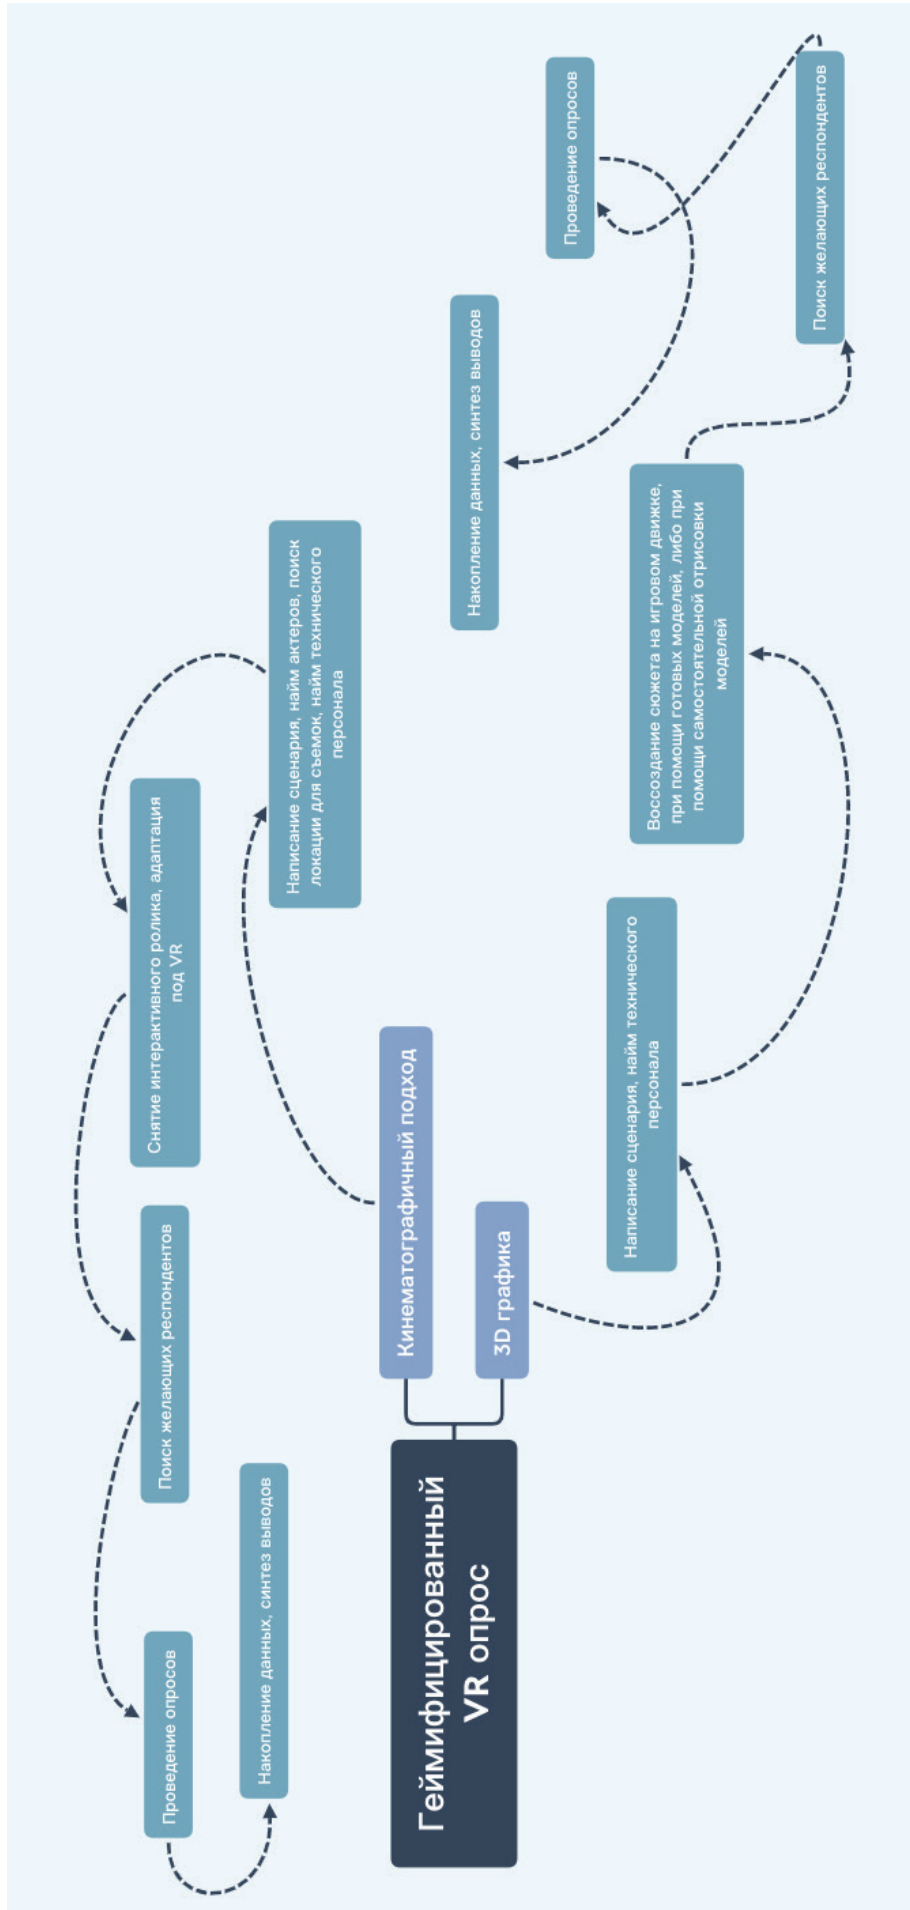 Геймифицированный
VR опрос
Кинематографичный подход
3D графика
Написание сценария, найм актеров, поиск
локации для съемок, найм технического
персонала
Снятие интерактивного ролика, адаптация
под VR
Поиск желающих респондентов
Проведение опросов
Накопление данных, синтез выводов
Написание сценария, найм технического
персонала
Воссоздание сюжета на игровом движке,
при помощи готовых моделей, либо при
помощи самостоятельной отрисовки
моделей
Поиск желающих респондентов
Проведение опросов
Накопление данных, синтез выводов